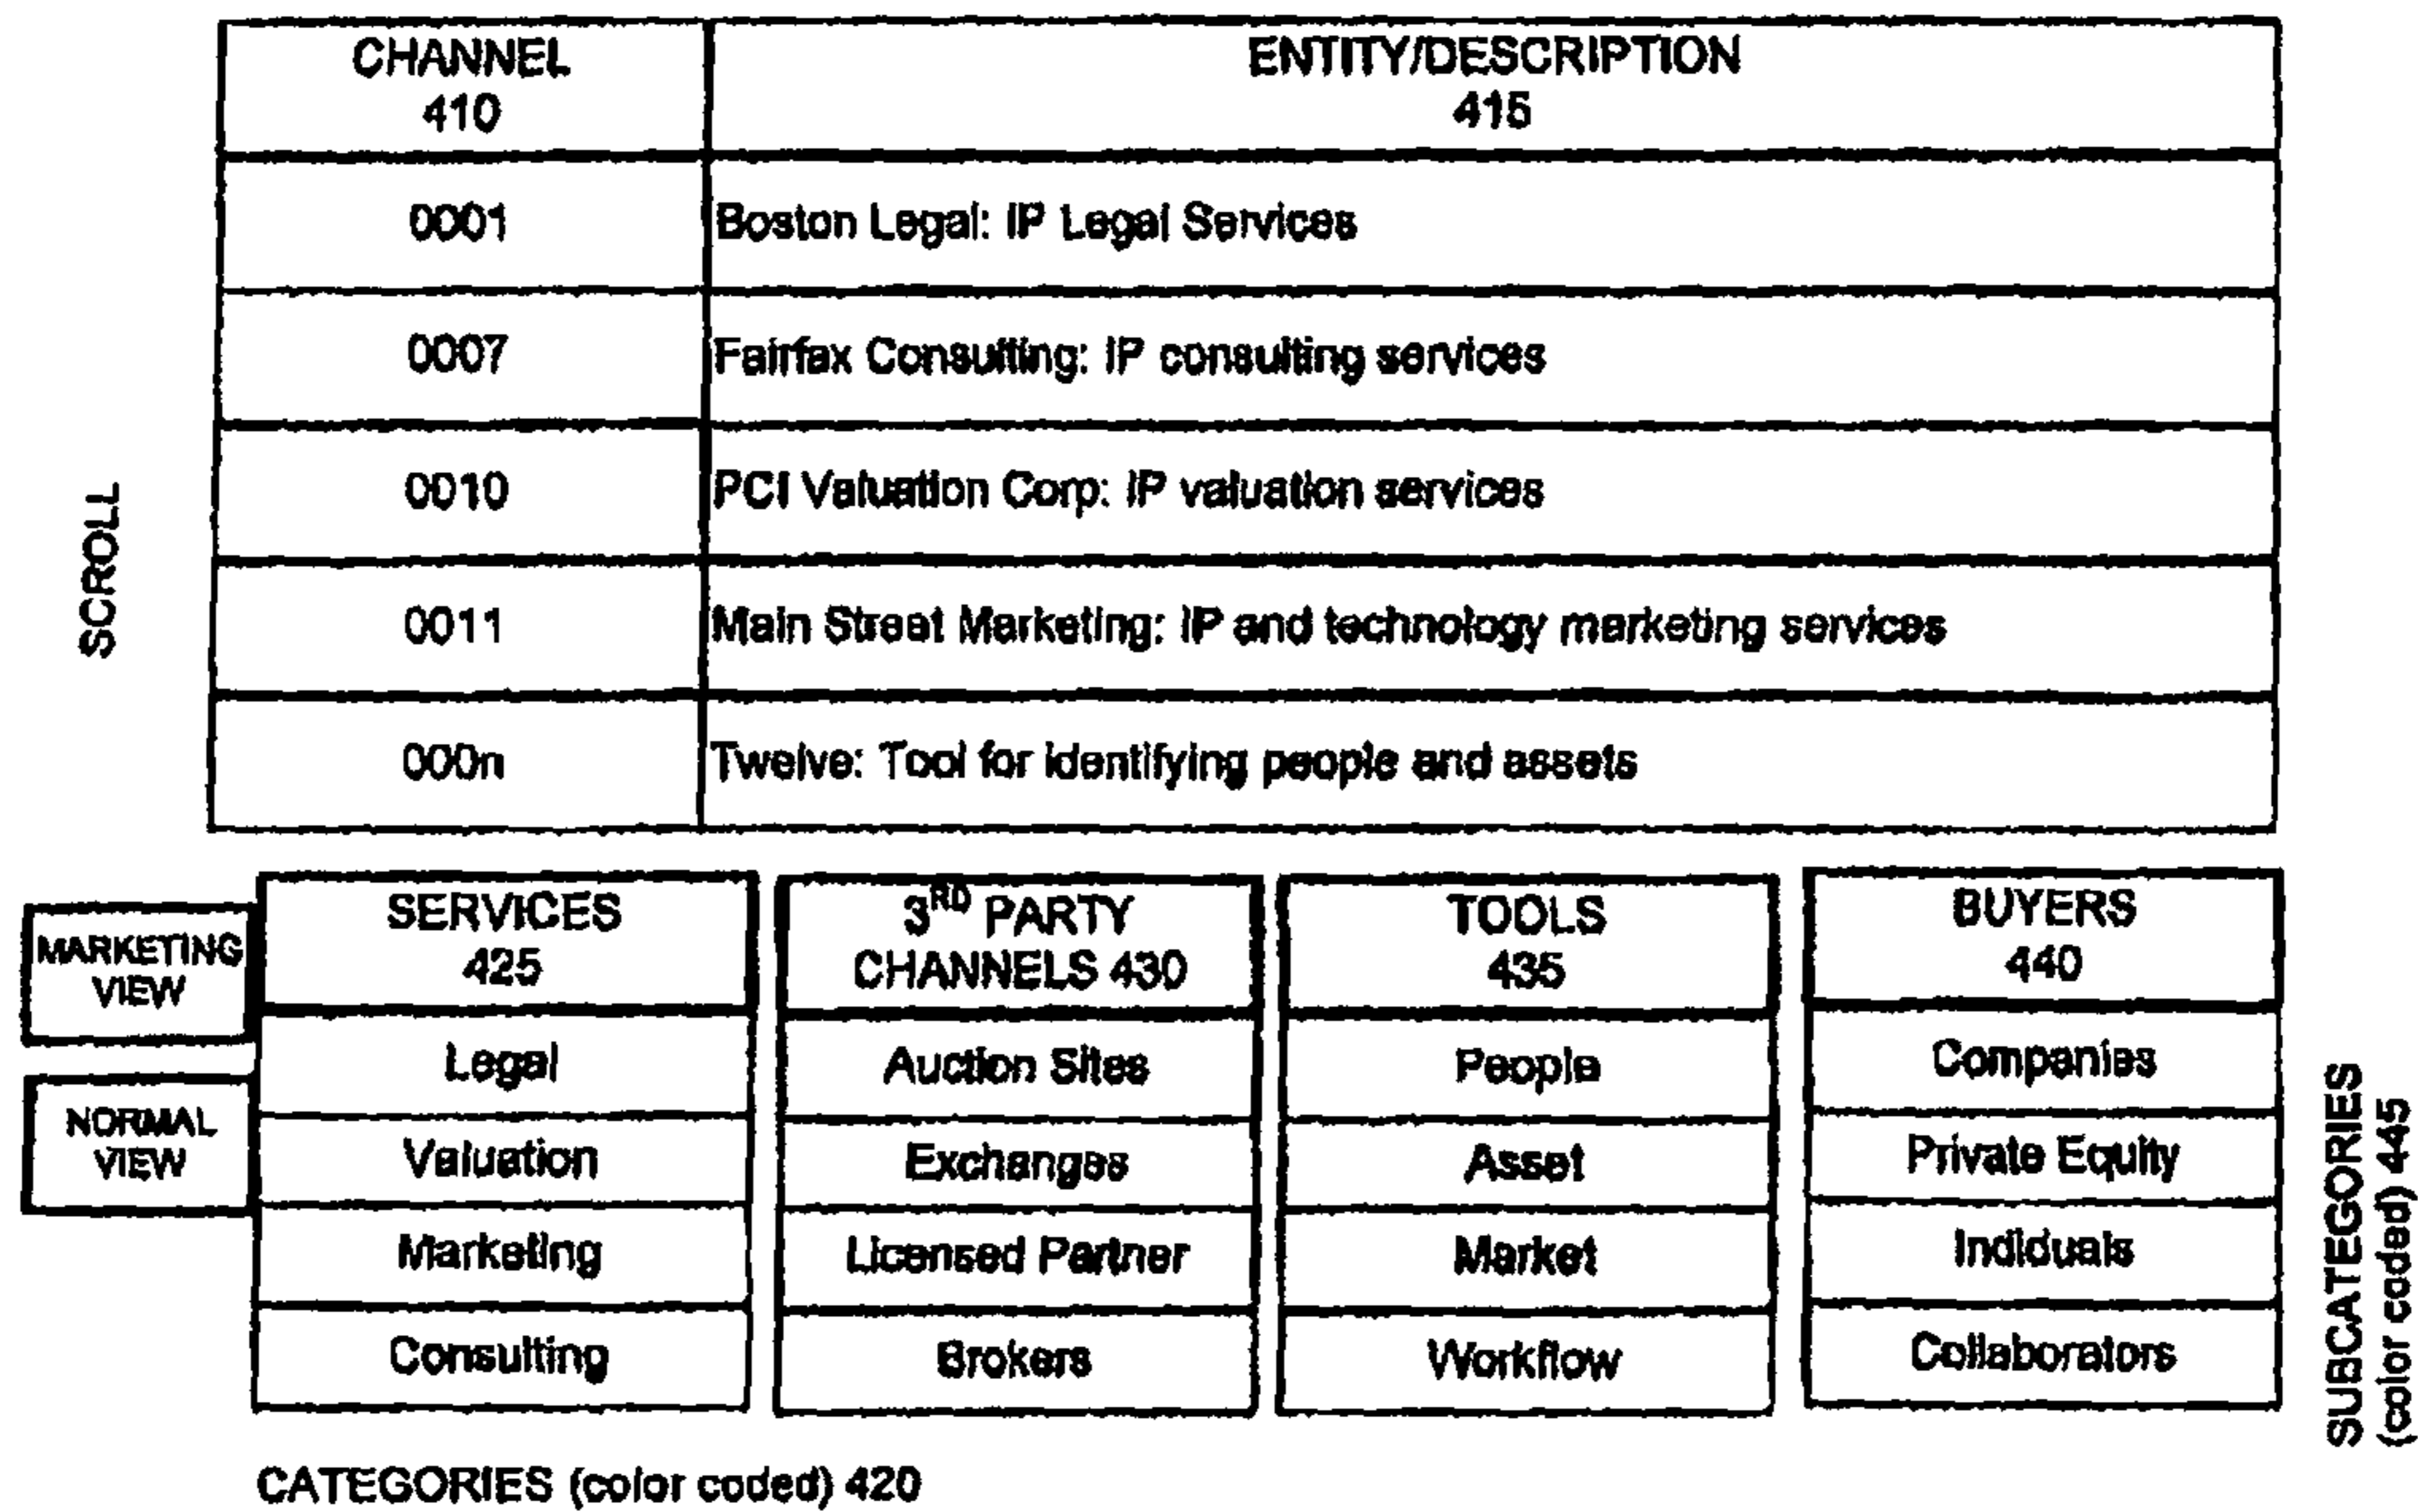 CHANNEL
410
ENTITY/DESCRIPTION
415
0001
Boston Legal: IP Legal Services
0007
Fairfax Consulting: IP consulting services
0010
PCI Valuation Corp: IP valuation services
0011
Main Street Marketing: IP and technology marketing services
000n
Twelve: Tool for identifying people and assets
SCROLL
MARKETING
VIEW
NORMAL
VIEW
SERVICES
425
Legal
Valuation
Marketing
Consulting
3RD PARTY
CHANNELS 430
Auction Sites
Exchanges
Licensed Partner
Brokers
TOOLS
435
People
Asset
Market
Workflow
BUYERS
440
Companies
Private Equity
Indiduals
Collaborators
SUBCATEGORIES
(color coded) 445
CATEGORIES (color coded) 420